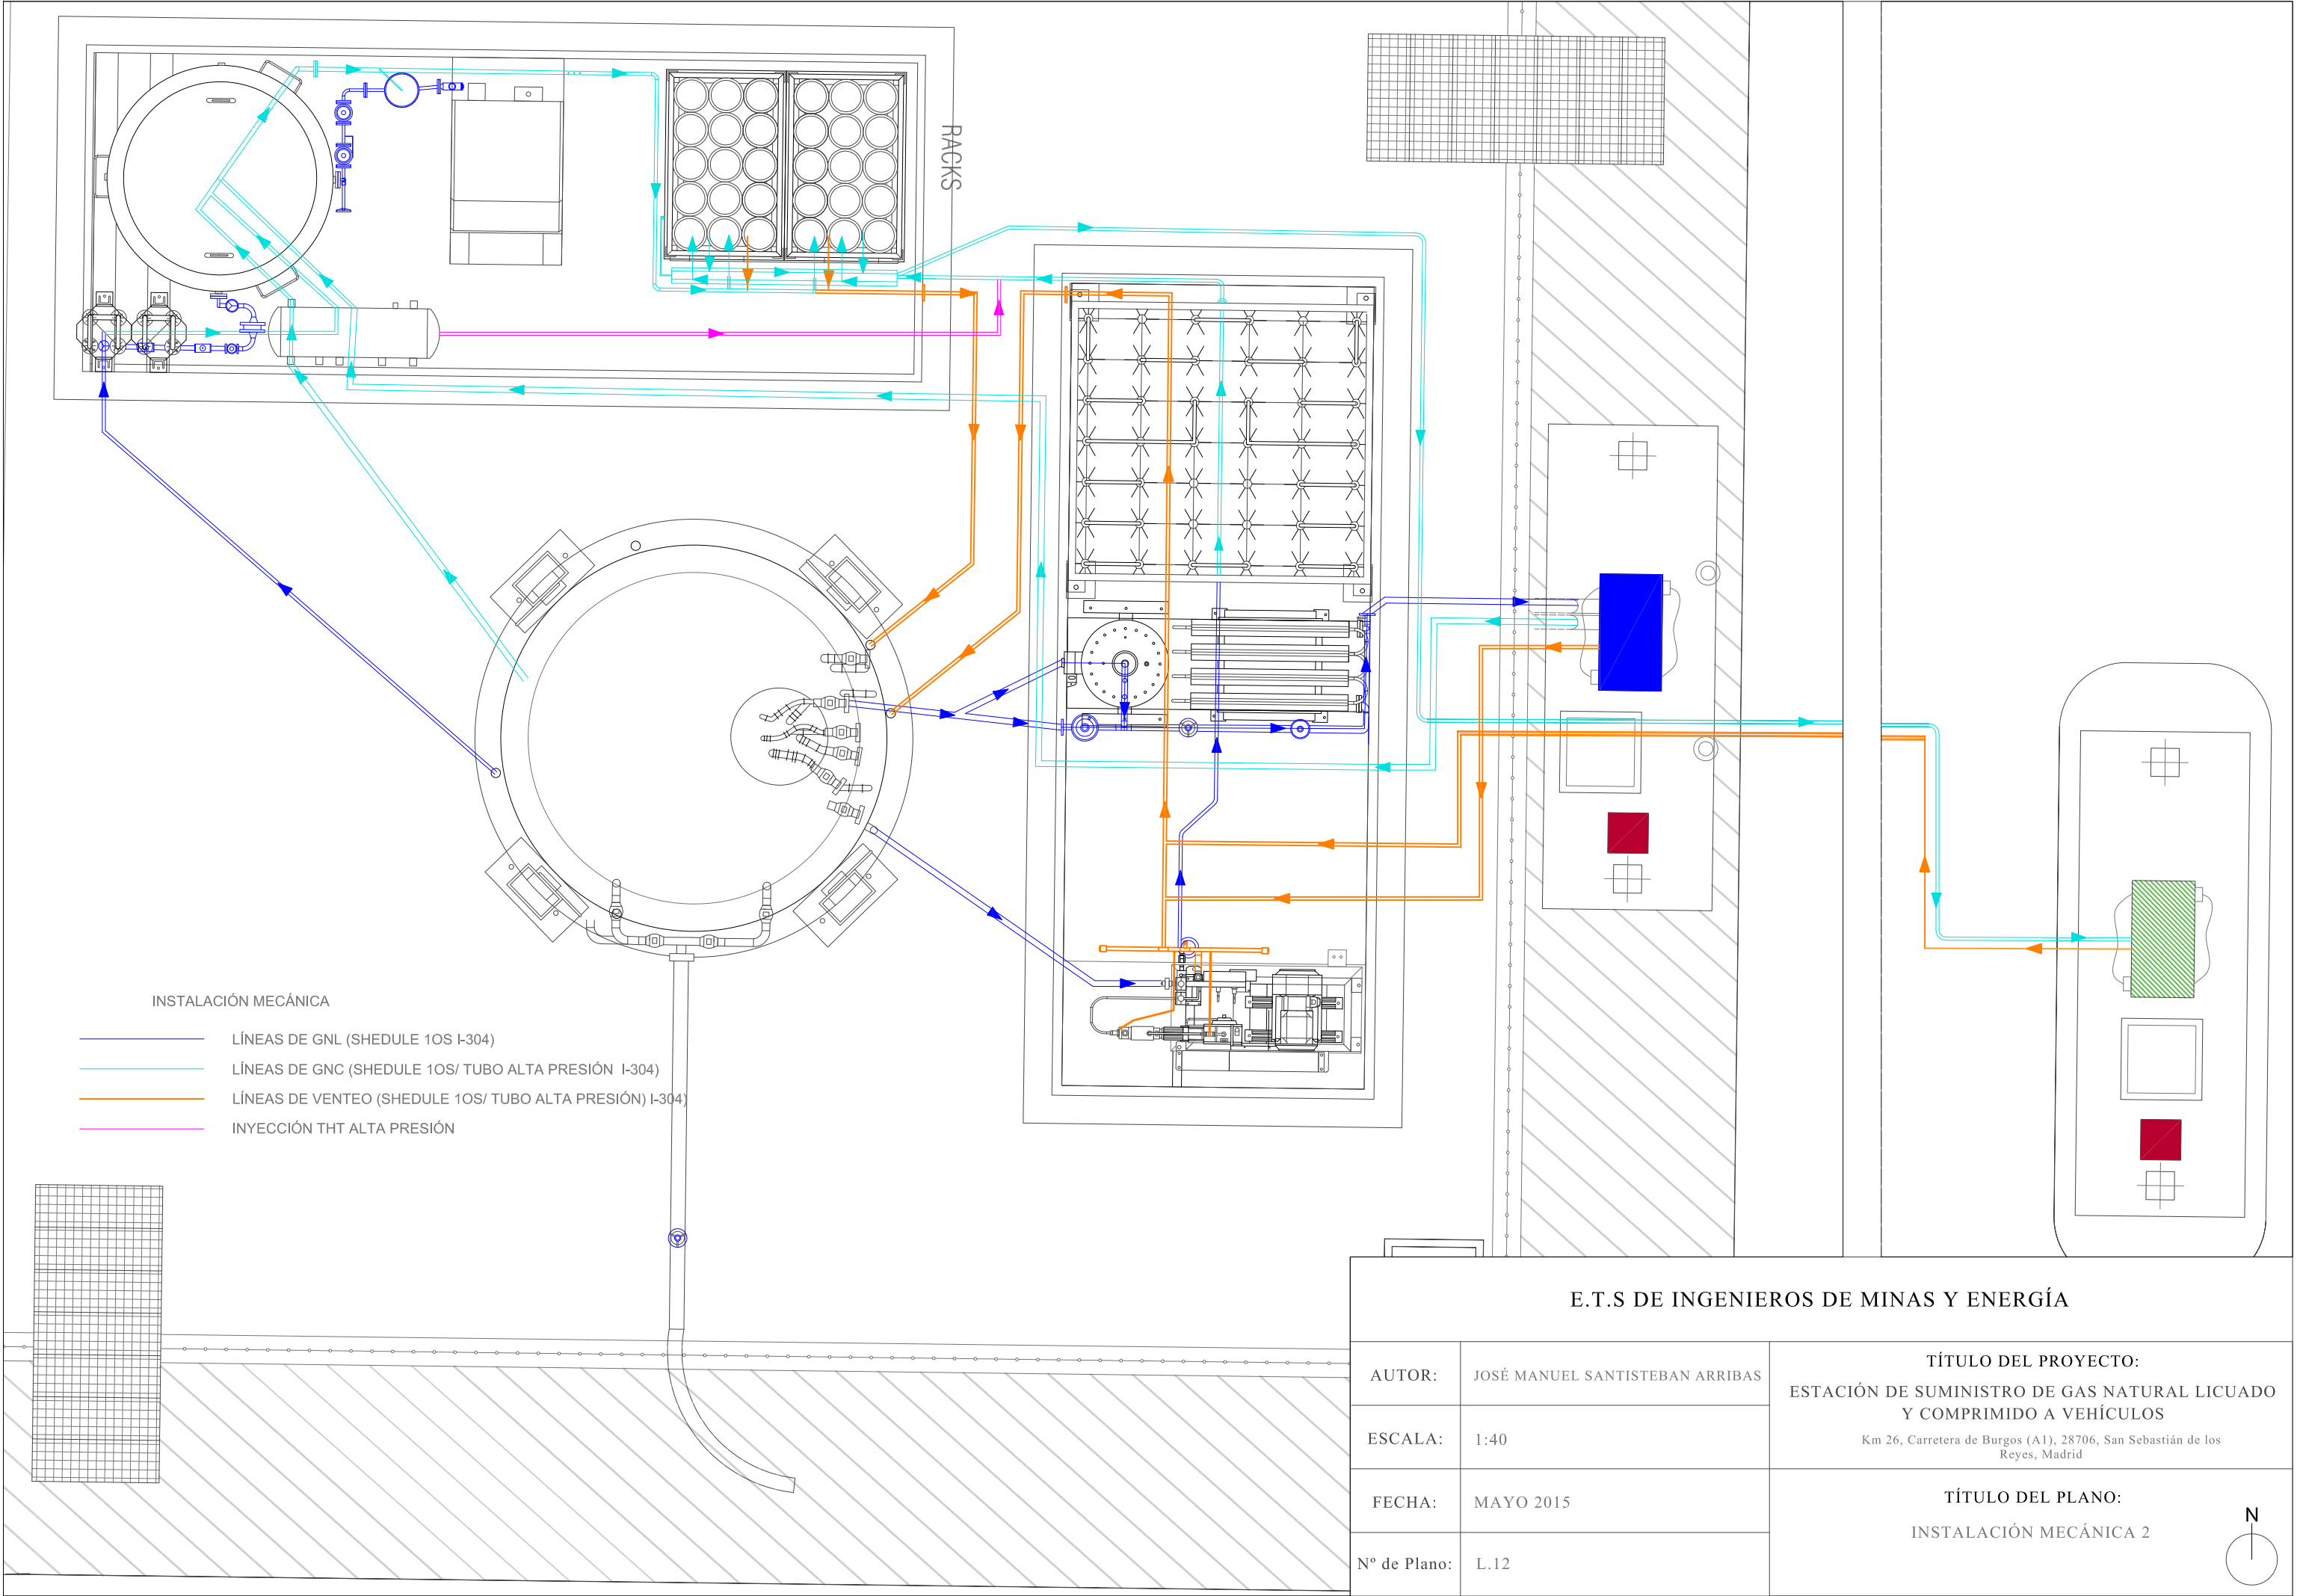 RACKS
INSTALACIÓN MECÁNICA
LÍNEAS DE GNL (SHEDULE 1OS I-304)
LÍNEAS DE GNC (SHEDULE 1OS/ TUBO ALTA PRESIÓN I-304)
LÍNEAS DE VENTEO (SHEDULE 1OS/ TUBO ALTA PRESIÓN) I-304)
INYECCIÓN THT ALTA PRESIÓN
E.T.S DE INGENIEROS DE MINAS Y ENERGÍA
AUTOR: JOSÉ MANUEL SANTISTEBAN ARRIBAS
ESCALA: 1:40
FECHA: MAYO 2015
Nº de Plano: L.12
TÍTULO DEL PROYECTO:
ESTACIÓN DE SUMINISTRO DE GAS NATURAL LICUADO
Y COMPRIMIDO A VEHÍCULOS
Km 26, Carretera de Burgos (A1), 28706, San Sebastián de los
Reyes, Madrid
TÍTULO DEL PLANO:
INSTALACIÓN MECÁNICA 2
N